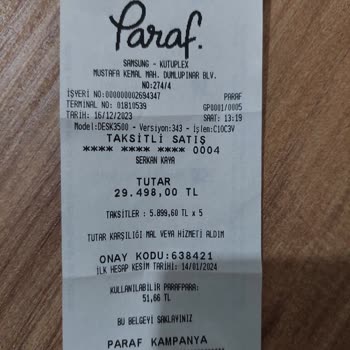 Paraf.
SAMSUNG - KUTUPLEX
MUSTAFA KEMAL MAH. DUMLUPINAR BLV.
NO:274/4
İŞYERİ NO:000000002694347 PARAF
TERMİNAL NO: 01810539 GP0001/0005
TARİH: 16/12/2023 SAAT: 13:19
Model:DESK3500 - Versiyon:343 - İşlen:C10C3V
TAKSİTLİ SATIŞ
**** **** **** 0004
SERKAN KAYA
TUTAR
29.498,00 TL
TAKSİTLER : 5.899,60 TL x 5
TUTAR KARŞILIĞI MAL VEYA HİZMETİ ALDIM
ONAY KODU:638421
İLK HESAP KESİM TARİHİ: 14/01/2024
KULLANILABİLİR PARAFPARA:
51,66 TL
BU BELGEYİ SAKLAYINIZ
PARAF KAMPANYA